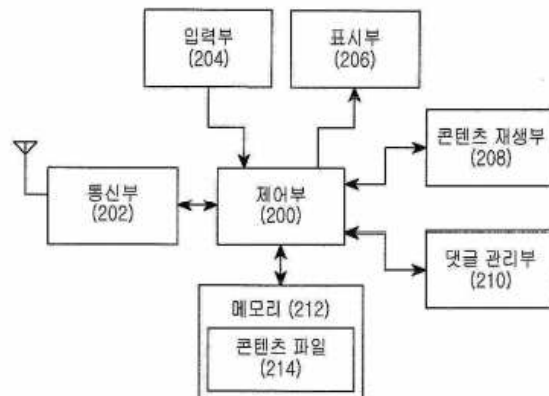 입력부
(204)
표시부
(206)
콘텐츠 재생부
(208)
통신부
(202)
제어부
(200)
댓글 관리부
(210)
메모리 (212)
콘텐츠 파일
(214)